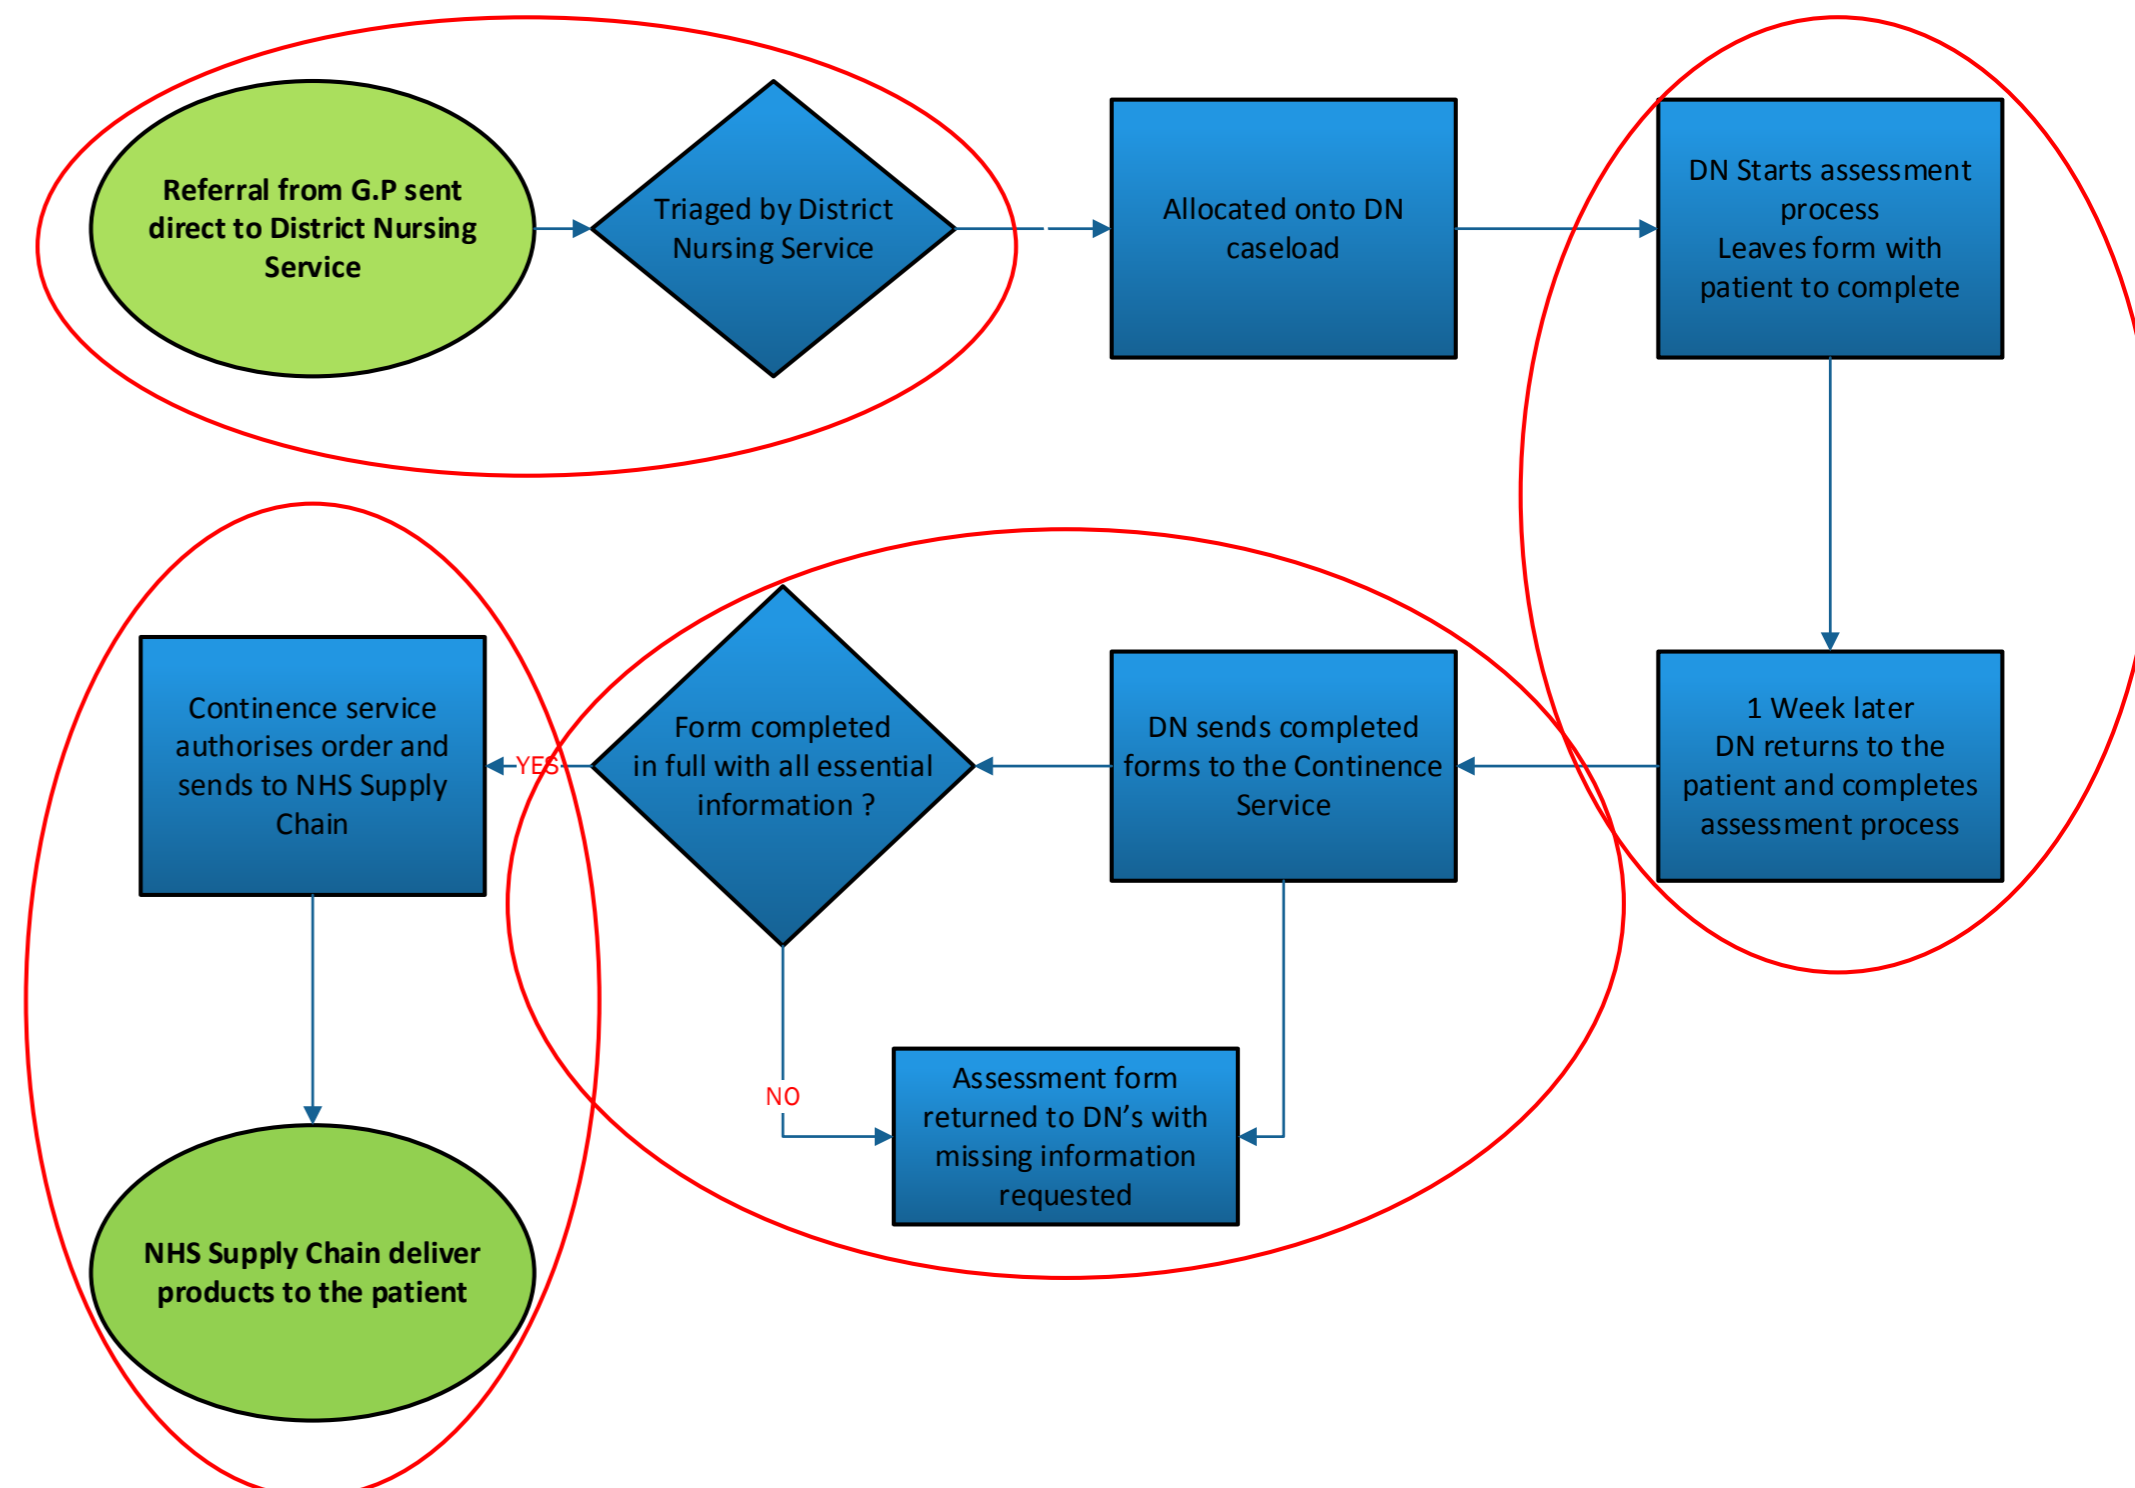 Referral from G.P sent
direct to District Nursing
Service
Triaged by District
Nursing Service
Allocated onto DN
caseload
DN Starts assessment
process
Leaves form with
patient to complete
1 Week later
DN returns to the
patient and completes
assessment process
DN sends completed
forms to the Continence
Service
Form completed
in full with all essential
information ?
YES
Continence service
authorises order and
sends to NHS Supply
Chain
NO
Assessment form
returned to DN’s with
missing information
requested
NHS Supply Chain deliver
products to the patient